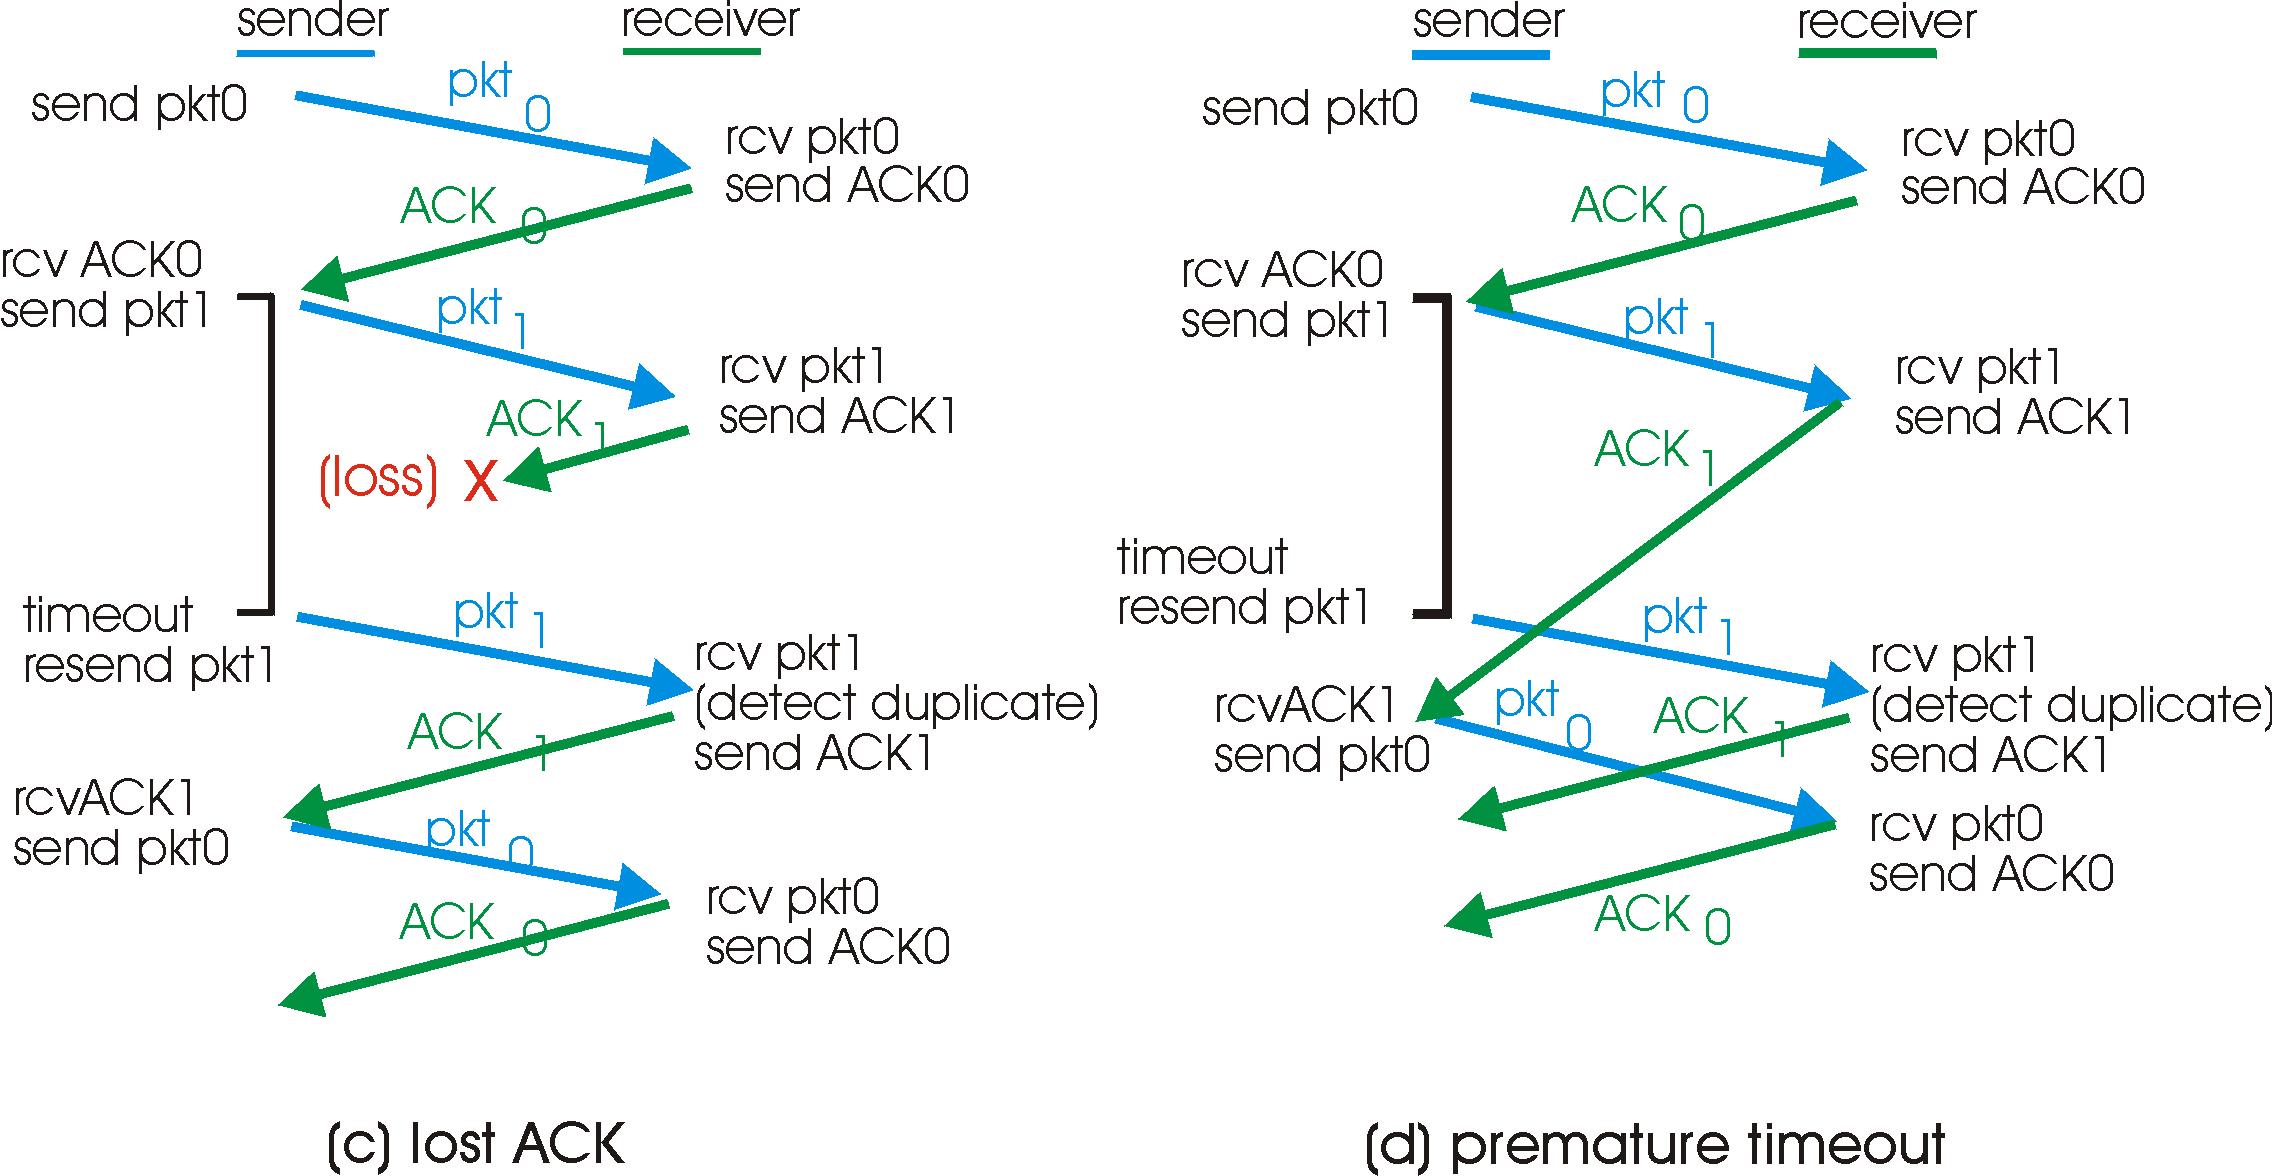 sender
receiver
send pkt0
pkt 0
rcv pkt0
send ACK0
ACK 0
rcv ACK0
send pkt1
pkt 1
rcv pkt1
send ACK1
ACK 1
(loss) X
timeout
resend pkt1
pkt 1
rcv pkt1
(detect duplicate)
send ACK1
ACK 1
rcvACK1
send pkt0
pkt 0
rcv pkt0
send ACK0
ACK 0
(c) lost ACK
sender
receiver
send pkt0
pkt 0
rcv pkt0
send ACK0
ACK 0
rcv ACK0
send pkt1
pkt 1
rcv pkt1
send ACK1
ACK 1
timeout
resend pkt1
pkt 1
rcv pkt1
(detect duplicate)
send ACK1
rcvACK1
send pkt0
pkt 0
ACK 1
rcv pkt0
send ACK0
ACK 0
(d) premature timeout